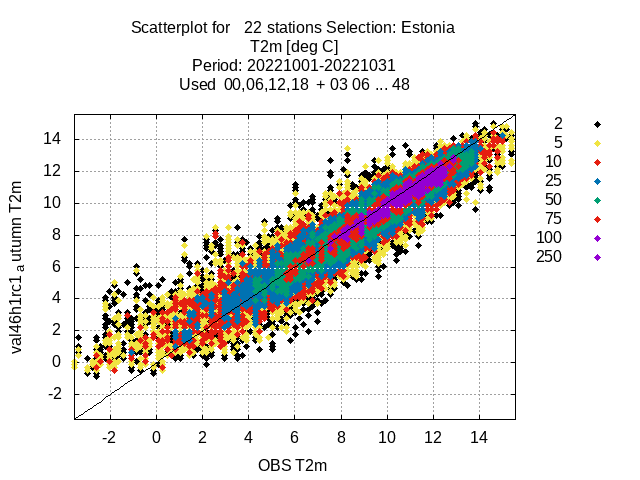 Scatterplot for   22 stations Selection: Estonia
T2m [deg C]
Period: 20221001-20221031
Used  00,06,12,18  + 03 06 ... 48
val46h1rc1 a utumn T2m
14
12
10
8
6
4
2
0
-2
-2 0 2 4 6 8 10 12 14
OBS T2m
2
5
10
25
50
75
100
250